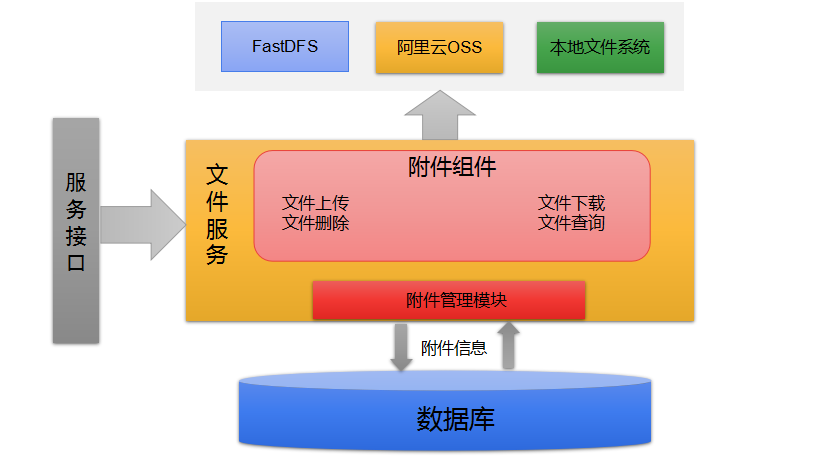 FastDFS
阿里云OSS
本地文件系统
服务接口
文件服务
附件组件
文件上传
文件删除
文件下载
文件查询
附件管理模块
附件信息
数据库